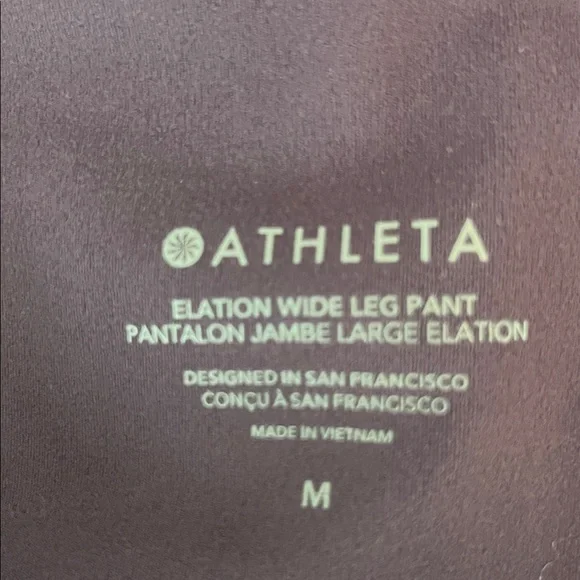 ATHLETA
ELATION WIDE LEG PANT
PANTALON JAMBE LARGE ELATION
DESIGNED IN SAN FRANCISCO
CONÇU À SAN FRANCISCO
MADE IN VIETNAM
M